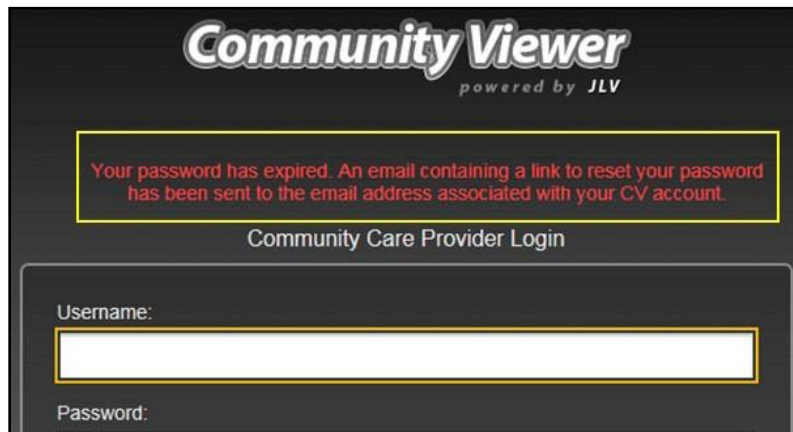 Community Viewer
powered by JLV
Your password has expired. An email containing a link to reset your password
has been sent to the email address associated with your CV account.
Community Care Provider Login
Username:
Password: